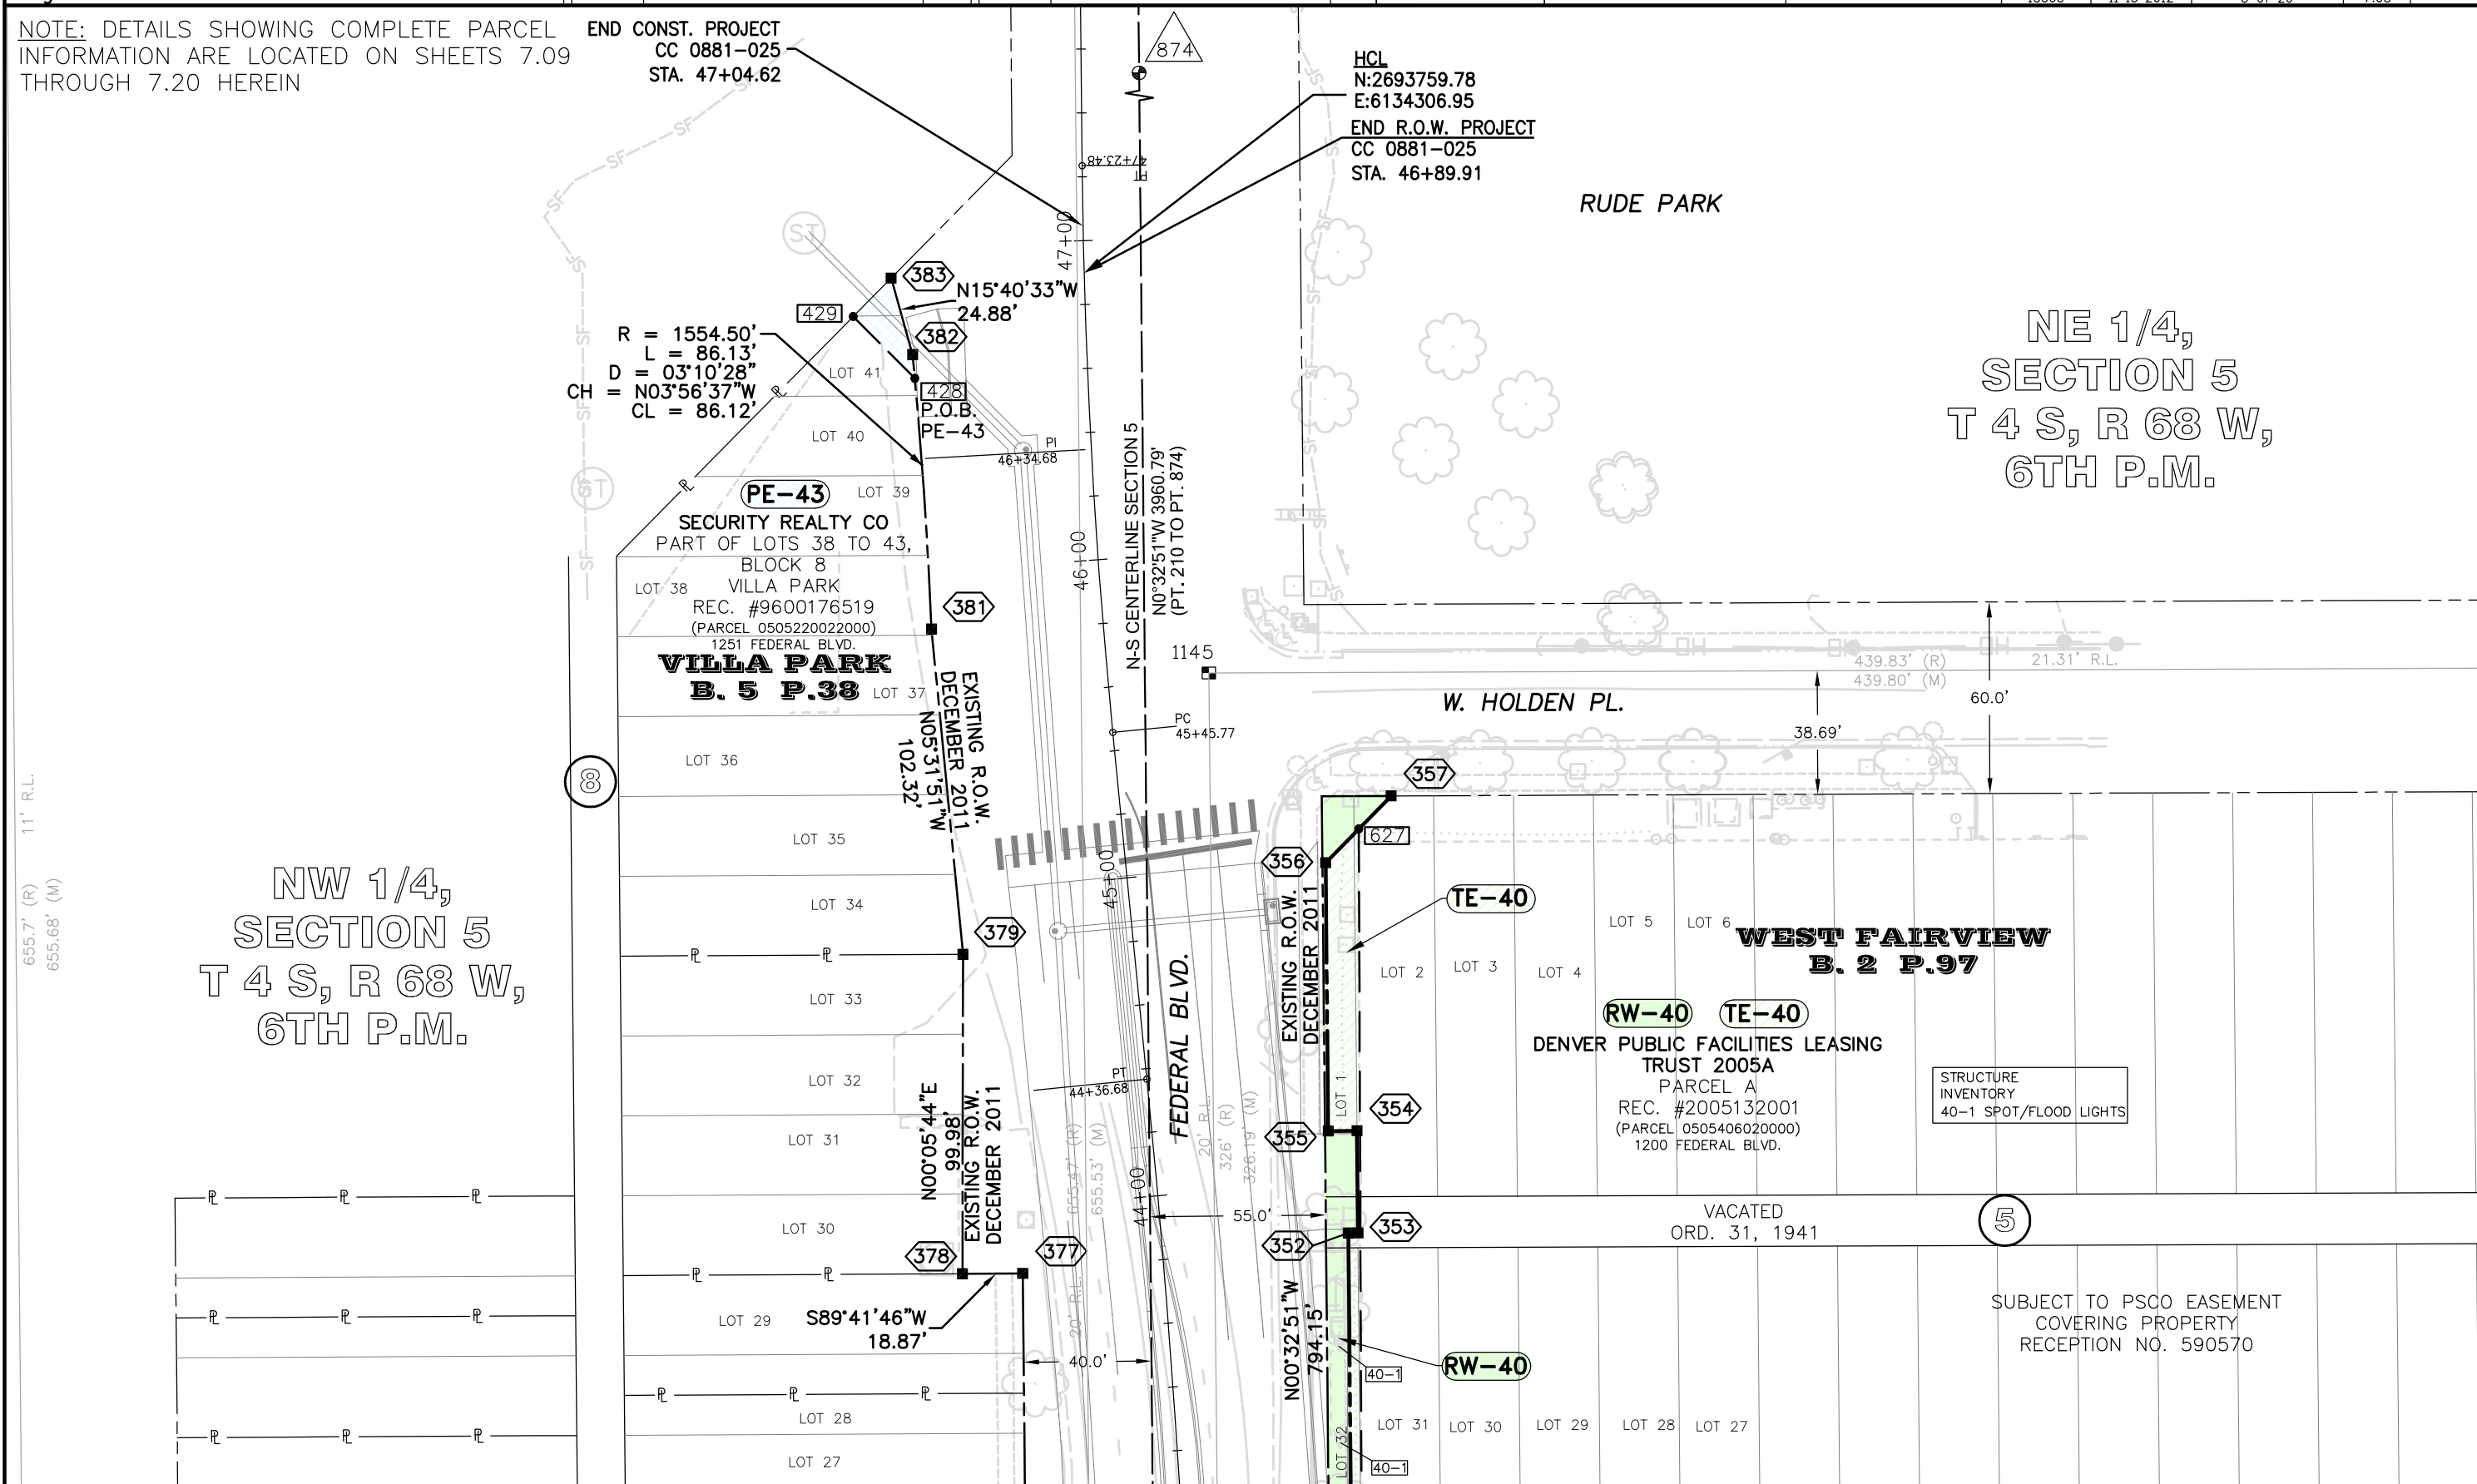 NOTE: DETAILS SHOWING COMPLETE PARCEL
INFORMATION ARE LOCATED ON SHEETS 7.09
THROUGH 7.20 HEREIN
END CONST. PROJECT
CC 0881-025
STA. 47+04.62
874
HCL
N:2693759.78
E:6134306.95
END R.O.W. PROJECT
CC 0881-025
STA. 46+89.91
PT
47+23.48
RUDE PARK
47+00
SF
SF
SF
SF
SF
SF
SF
SF
ST
ST
383
N15°40'33"W
24.88'
429
382
R = 1554.50'
L = 86.13'
D = 03°10'28"
CH = N03°56'37"W
CL = 86.12'
LOT 41
428
P.O.B.
PE-43
LOT 40
PI
46+34.68
NE 1/4,
SECTION 5
T 4 S, R 68 W,
6TH P.M.
N-S CENTERLINE SECTION 5
N0°32'51"W 3960.79'
(PT. 210 TO PT. 874)
PE-43
LOT 39
SECURITY REALTY CO
PART OF LOTS 38 TO 43,
BLOCK 8
VILLA PARK
REC. #9600176519
(PARCEL 0505220022000)
1251 FEDERAL BLVD.
LOT 38
VILLA PARK
B. 5 P.38
LOT 37
381
46+00
1145
439.83' (R)
439.80' (M)
21.31' R.L.
W. HOLDEN PL.
60.0'
38.69'
PC
45+45.77
EXISTING R.O.W.
DECEMBER 2011
N05°31'51"W
102.32'
LOT 36
8
357
627
LOT 35
356
45+00
11' R.L.
655.7' (R)
655.68' (M)
NW 1/4,
SECTION 5
T 4 S, R 68 W,
6TH P.M.
LOT 34
379
EXISTING R.O.W.
DECEMBER 2011
TE-40
LOT 5
LOT 6
WEST FAIRVIEW
B. 2 P.97
LOT 2
LOT 3
LOT 4
LOT 33
FEDERAL BLVD.
RW-40
TE-40
DENVER PUBLIC FACILITIES LEASING
TRUST 2005A
PARCEL A
REC. #2005132001
(PARCEL 0505406020000)
1200 FEDERAL BLVD.
STRUCTURE
INVENTORY
40-1 SPOT/FLOOD LIGHTS
LOT 32
PT
44+36.68
LOT 1
354
355
LOT 31
N00°05'44"E
99.98'
EXISTING R.O.W.
DECEMBER 2011
655.47' (R)
655.53' (M)
20' R.L.
326' (R)
326.19' (M)
44+00
55.0'
LOT 30
353
352
VACATED
ORD. 31, 1941
5
378
377
20' R.L.
LOT 29
S89°41'46"W
18.87'
40.0'
N00°32'51"W
794.15'
RW-40
40-1
SUBJECT TO PSCO EASEMENT
COVERING PROPERTY
RECEPTION NO. 590570
LOT 28
LOT 31
LOT 30
LOT 29
LOT 28
LOT 27
LOT 32
LOT 27
40-1